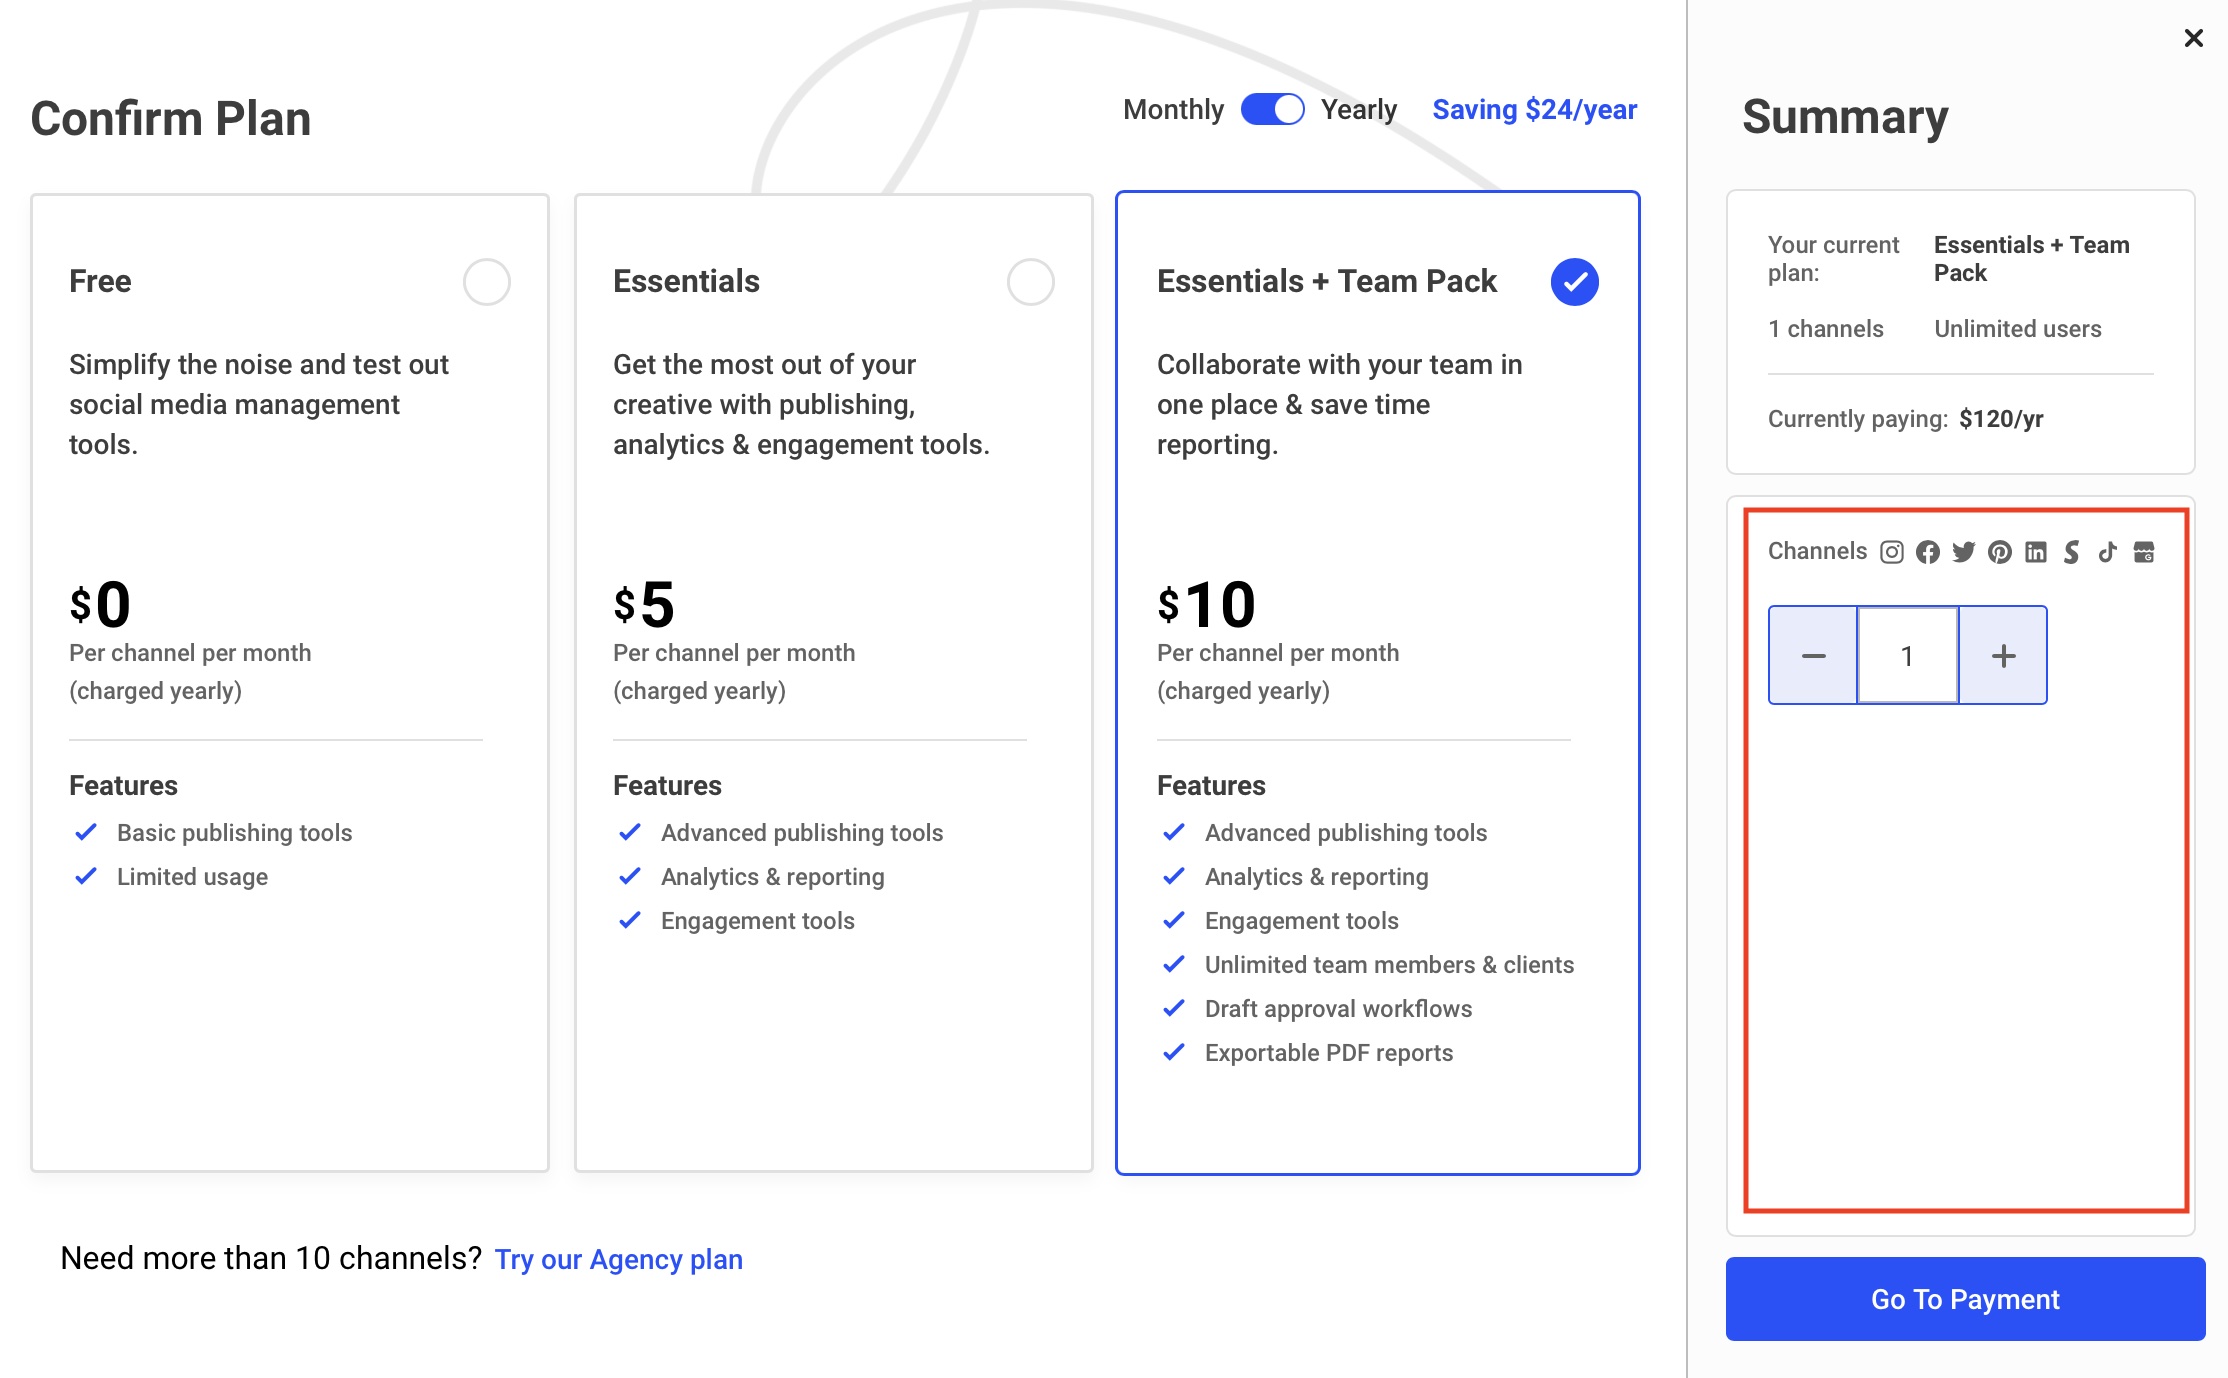 Confirm Plan
Monthly Yearly Saving $24/year
Free
Simplify the noise and test out
social media management
tools.
$0
Per channel per month
(charged yearly)
Features
Basic publishing tools
Limited usage
Essentials
Get the most out of your
creative with publishing,
analytics & engagement tools.
$5
Per channel per month
(charged yearly)
Features
Advanced publishing tools
Analytics & reporting
Engagement tools
Essentials + Team Pack
Collaborate with your team in
one place & save time
reporting.
$10
Per channel per month
(charged yearly)
Features
Advanced publishing tools
Analytics & reporting
Engagement tools
Unlimited team members & clients
Draft approval workflows
Exportable PDF reports
Need more than 10 channels? Try our Agency plan
Summary
Your current plan: Essentials + Team Pack
1 channels Unlimited users
Currently paying: $120/yr
Channels
1
Go To Payment